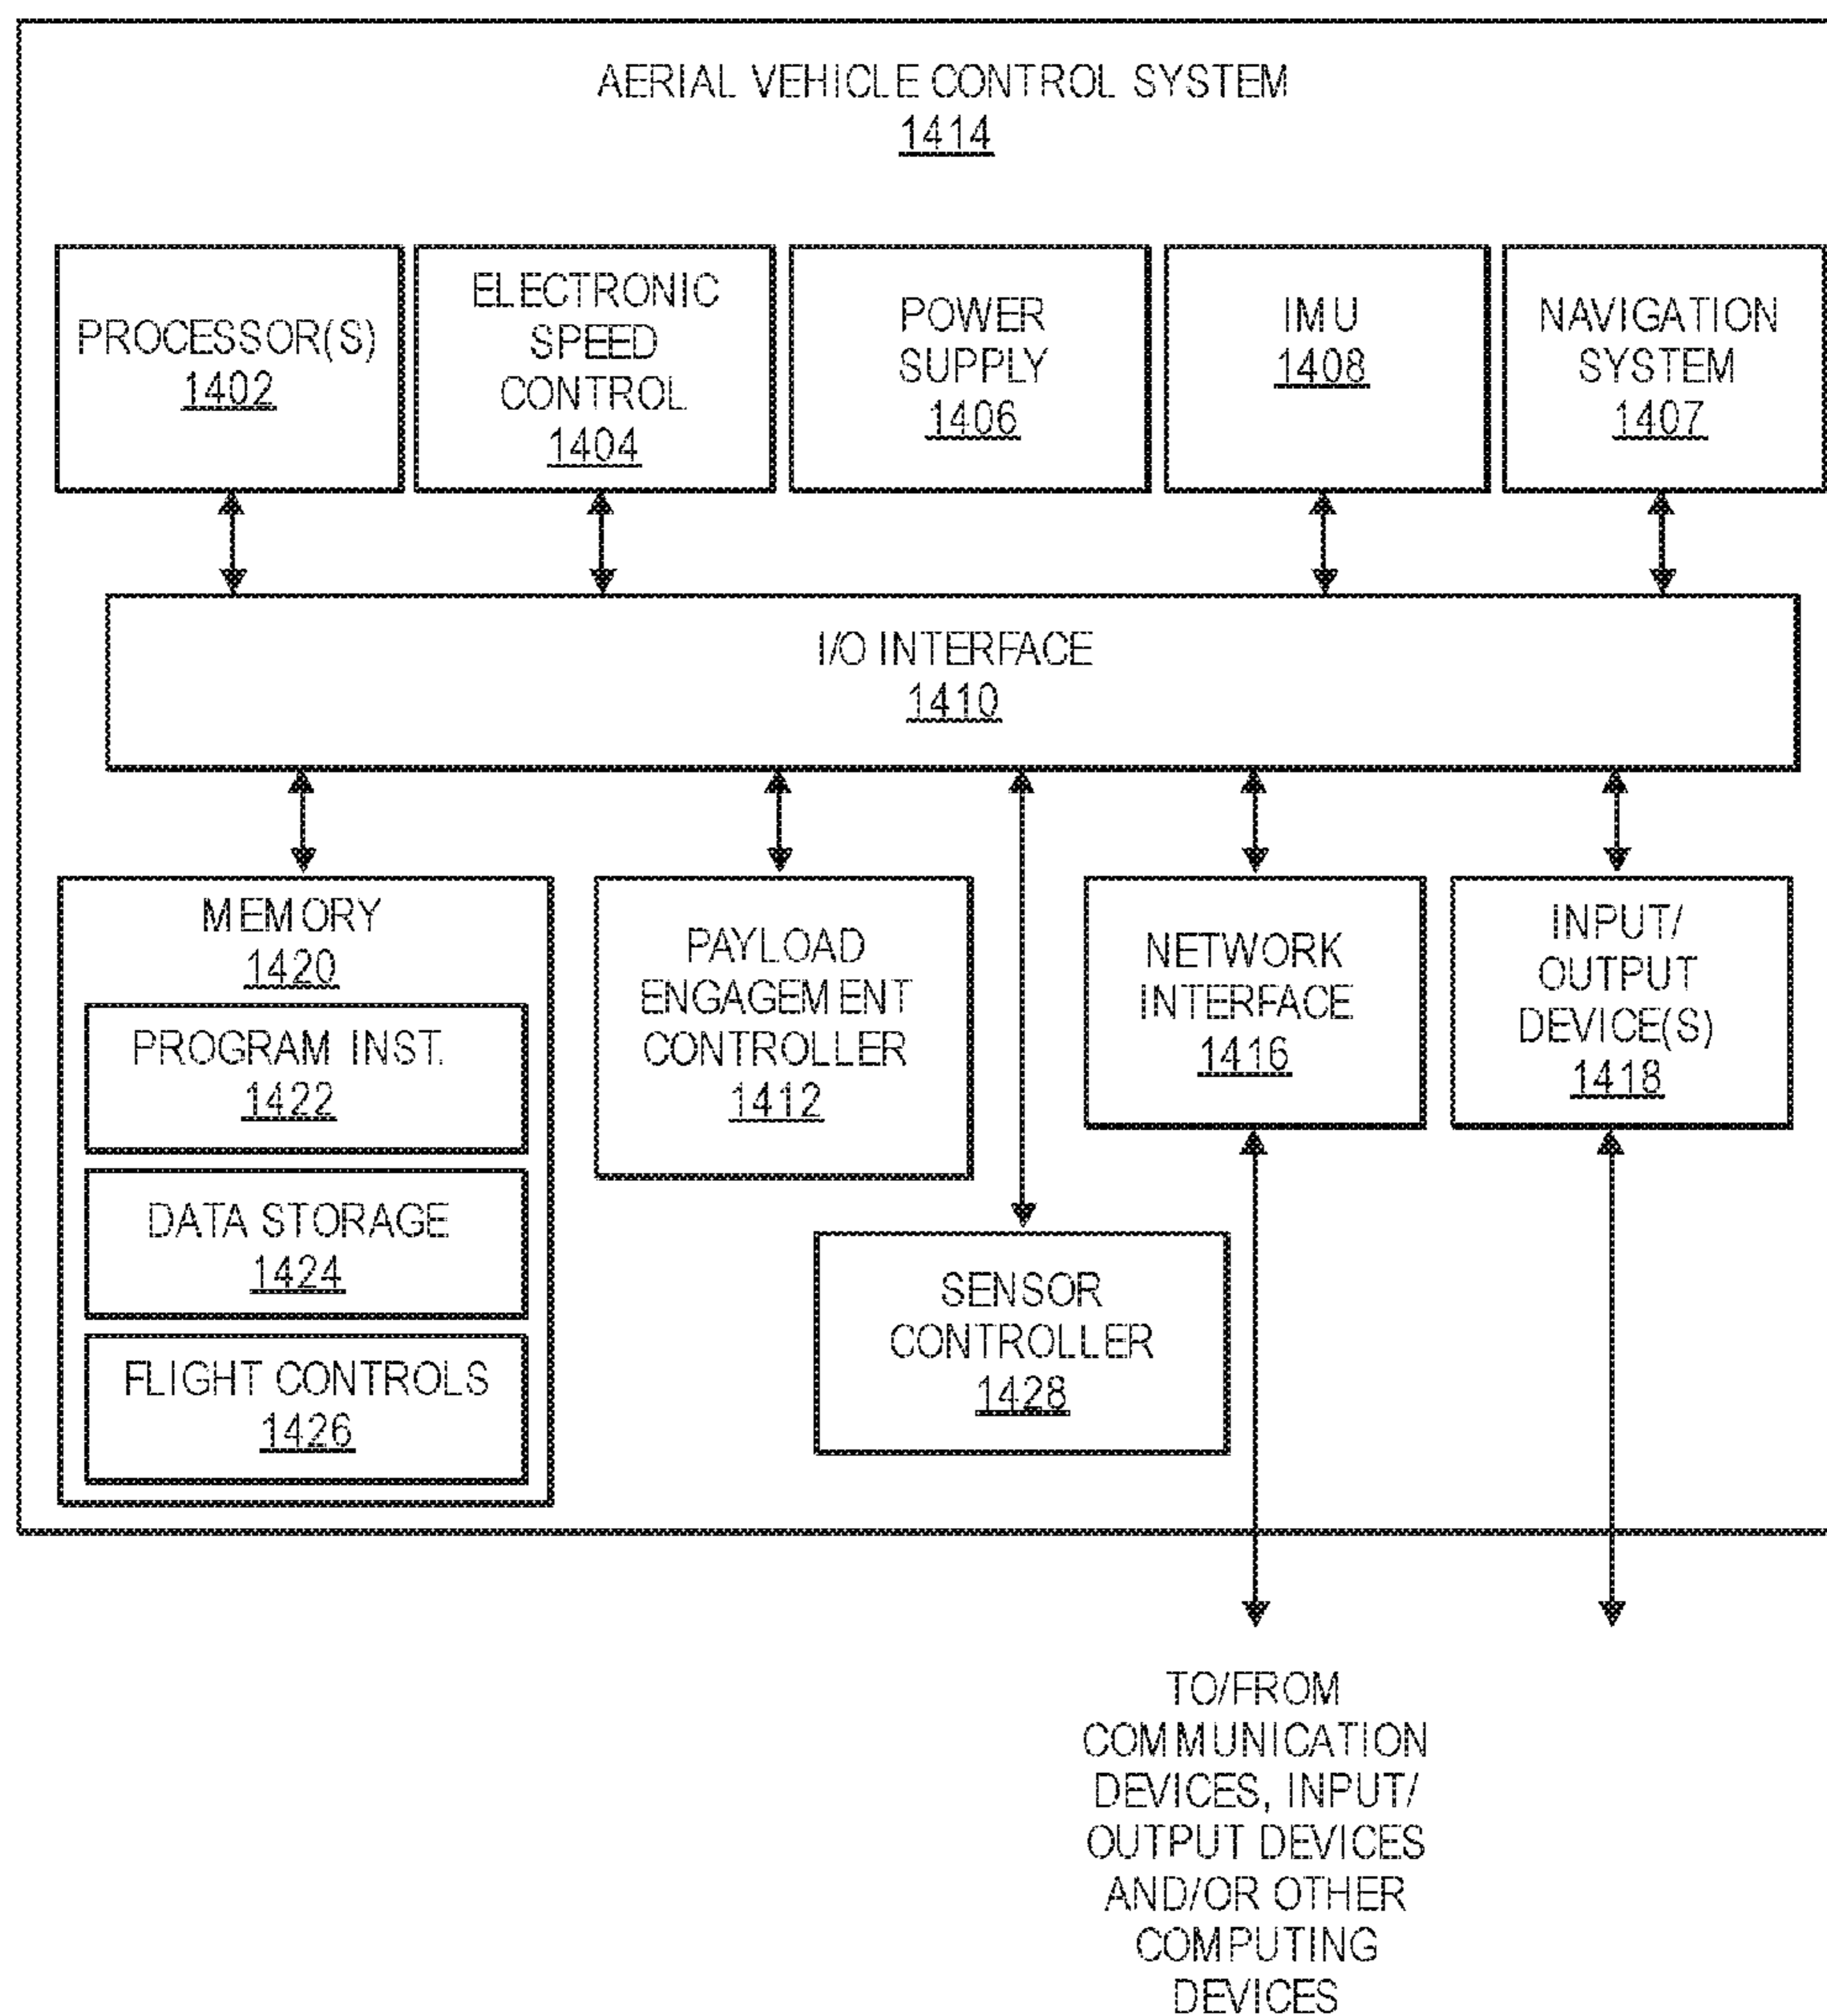 AERIAL VEHICLE CONTROL SYSTEM
1414
PROCESSOR(S)
1402
ELECTRONIC
SPEED
CONTROL
1404
POWER
SUPPLY
1406
IMU
1408
NAVIGATION
SYSTEM
1407
I/O INTERFACE
1410
MEMORY
1420
PROGRAM INST.
1422
DATA STORAGE
1424
FLIGHT CONTROLS
1426
PAYLOAD
ENGAGEMENT
CONTROLLER
1412
SENSOR
CONTROLLER
1428
NETWORK
INTERFACE
1416
INPUT/
OUTPUT
DEVICE(S)
1418
TO/FROM
COMMUNICATION
DEVICES, INPUT/
OUTPUT DEVICES
AND/OR OTHER
COMPUTING
DEVICES